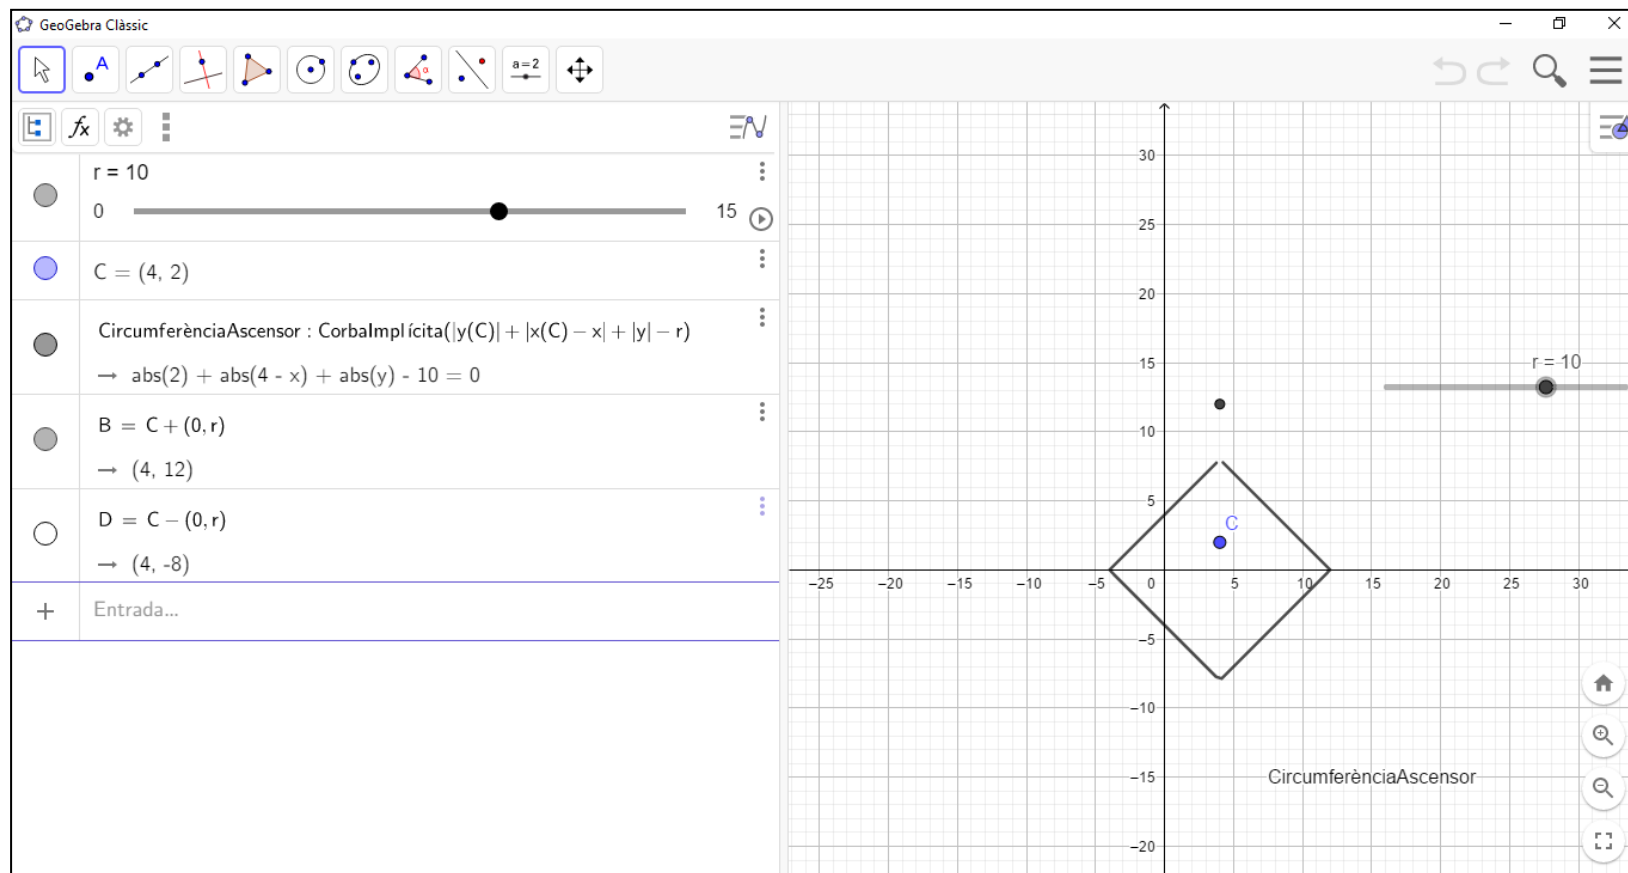 GeoGebra Clàssic
A
α
a=2
fx
r = 10
0
15
C = (4, 2)
CircumferènciaAscensor : CorbaImplícita(|y(C)| + |x(C) − x| + |y| − r)
→ abs(2) + abs(4 - x) + abs(y) - 10 = 0
B = C + (0, r)
→ (4, 12)
D = C − (0, r)
→ (4, -8)
+ Entrada...
30
25
20
15
r = 10
10
5
C
−25 −20 −15 −10 −5 0 5 10 15 20 25 30
−5
−10
−15
CircumferènciaAscensor
−20